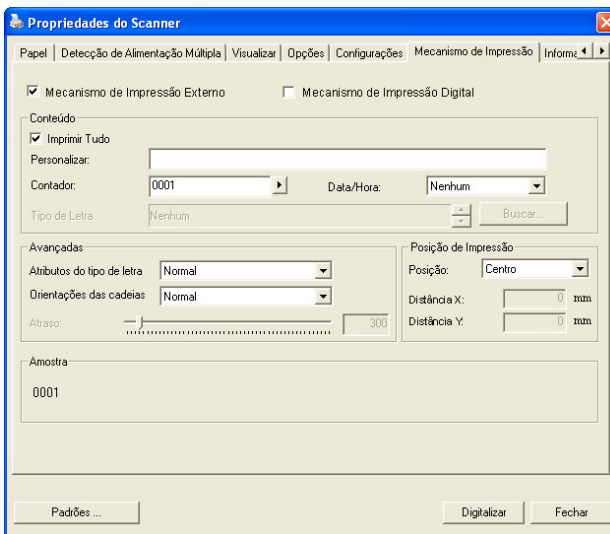 Propriedades do Scanner
Papel Detecção de Alimentação Múltipla Visualizar Opções Configurações Mecanismo de Impressão Informa
Mecanismo de Impressão Externo Mecanismo de Impressão Digital
Conteúdo
Imprimir Tudo
Personalizar:
Contador: 0001 Data/Hora: Nenhum
Tipo de Letra Nenhum Buscar...
Avançadas Posição de Impressão
Atributos do tipo de letra Normal Posição: Centro
Orientações das cadeias Normal Distância X: 0 mm
Atraso: 300 Distância Y: 0 mm
Amostra
0001
Padrões ... Digitalizar Fechar